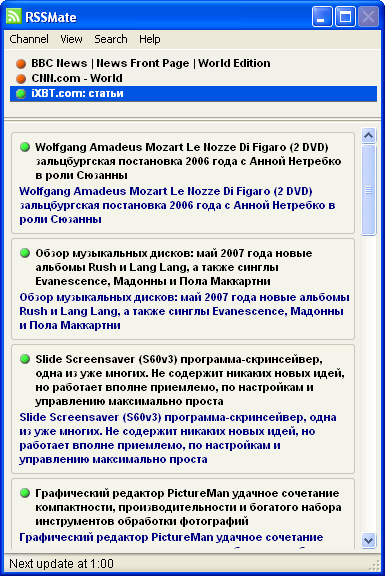 RSSMate
Channel View Search Help
BBC News | News Front Page | World Edition
CNN.com - World
iXBT.com: статьи
Wolfgang Amadeus Mozart Le Nozze Di Figaro (2 DVD)
зальцбургская постановка 2006 года с Анной Нетребко
в роли Сюзанны
Wolfgang Amadeus Mozart Le Nozze Di Figaro (2 DVD)
зальцбургская постановка 2006 года с Анной Нетребко в
роли Сюзанны
Обзор музыкальных дисков: май 2007 года новые
альбомы Rush и Lang Lang, а также синглы
Evanescence, Мадонны и Пола Маккартни
Обзор музыкальных дисков: май 2007 года новые альбомы
Rush и Lang Lang, а также синглы Evanescence, Мадонны
и Пола Маккартни
Slide Screensaver (S60v3) программа-скринсейвер,
одна из уже многих. Не содержит никаких новых идей,
но работает вполне приемлемо, по настройкам и
управлению максимально проста
Slide Screensaver (S60v3) программа-скринсейвер, одна
из уже многих. Не содержит никаких новых идей, но
работает вполне приемлемо, по настройкам и
управлению максимально проста
Графический редактор PictureMan удачное сочетание
компактности, производительности и богатого набора
инструментов обработки фотографий
Графический редактор PictureMan удачное сочетание
Next update at 1:00